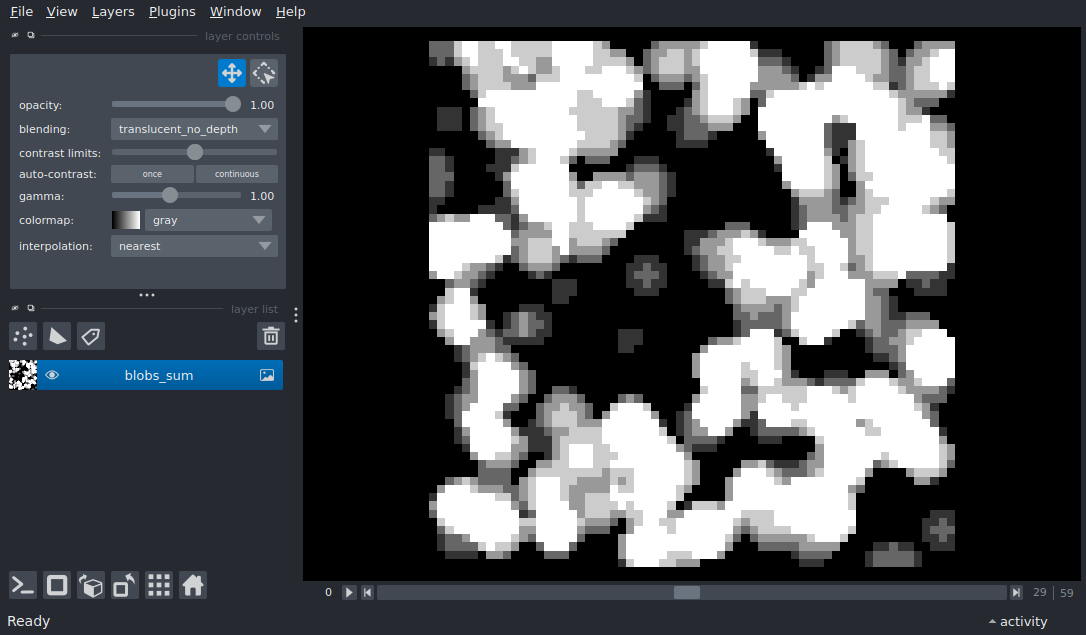 File View Layers Plugins Window Help
layer controls
opacity: 1.00
blending: translucent_no_depth
contrast limits:
auto-contrast: once continuous
gamma: 1.00
colormap: gray
interpolation: nearest
layer list
blobs_sum
0 29 59
Ready activity